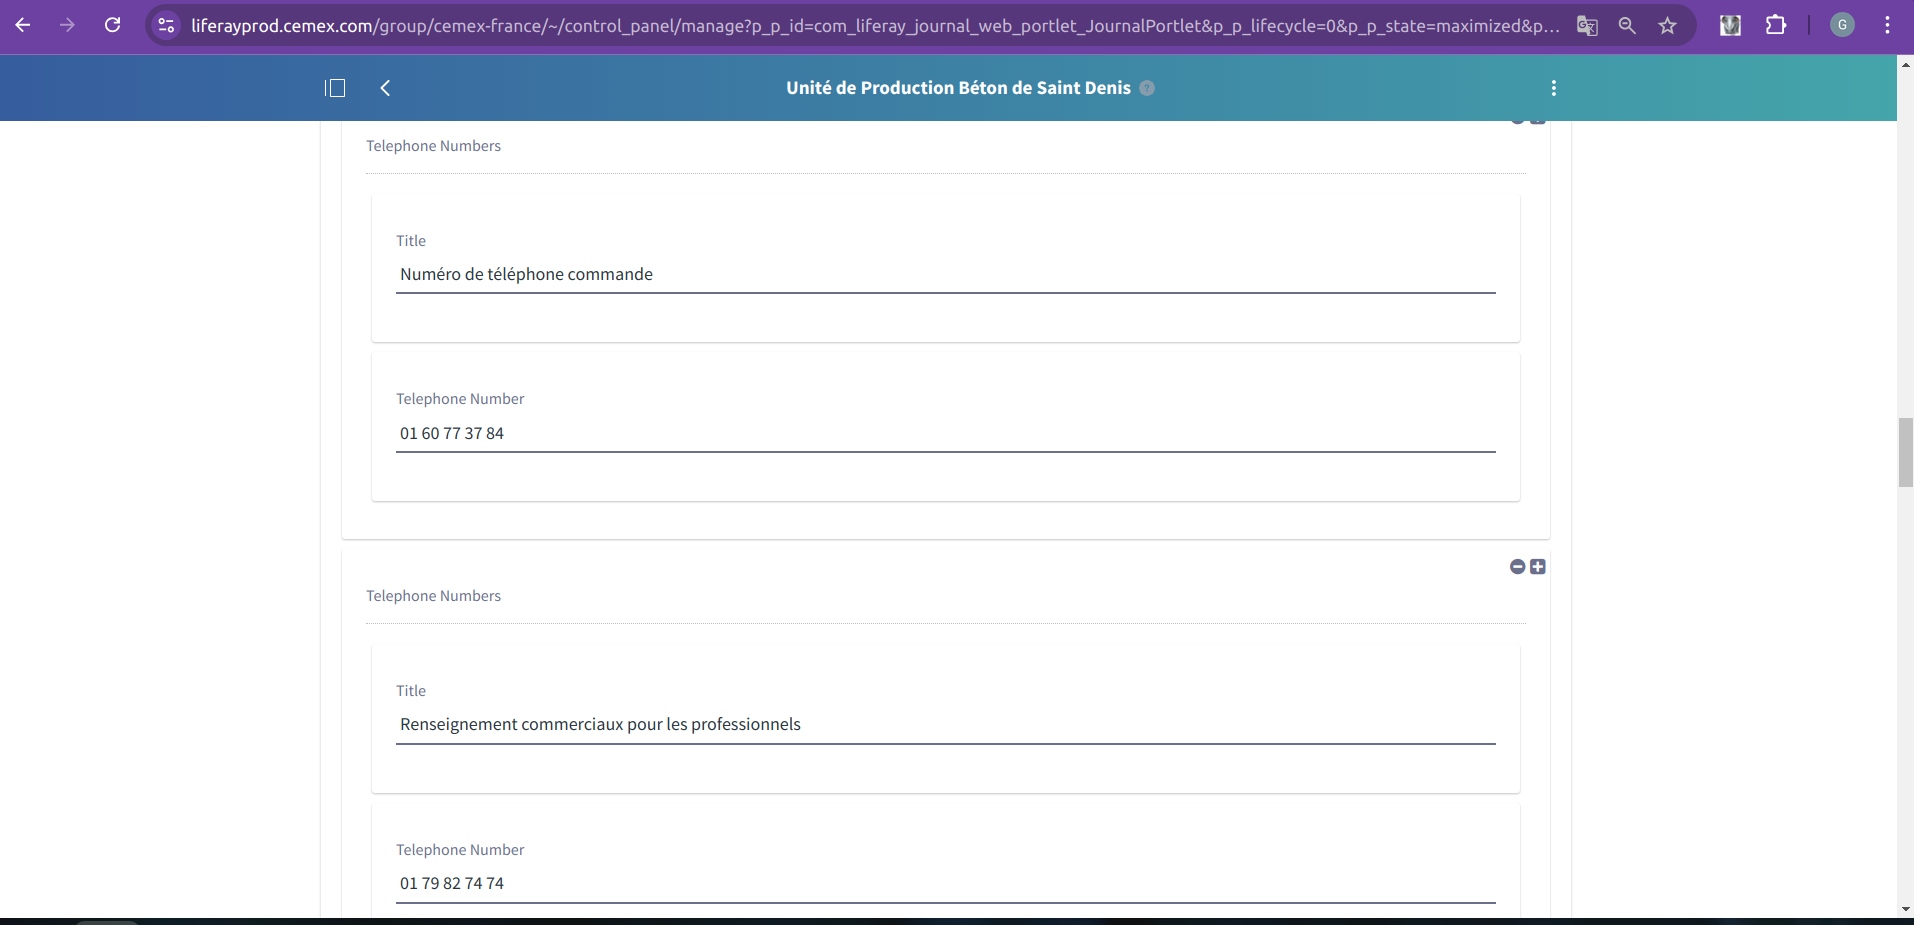 liferayprod.cemex.com/group/cemex-france/~/control_panel/manage?p_p_id=com_liferay_journal_web_portlet_JournalPortlet&p_p_lifecycle=0&p_p_state=maximized&p...
G
Unité de Production Béton de Saint Denis ?
Telephone Numbers
Title
Numéro de téléphone commande
Telephone Number
01 60 77 37 84
Telephone Numbers
Title
Renseignement commerciaux pour les professionnels
Telephone Number
01 79 82 74 74